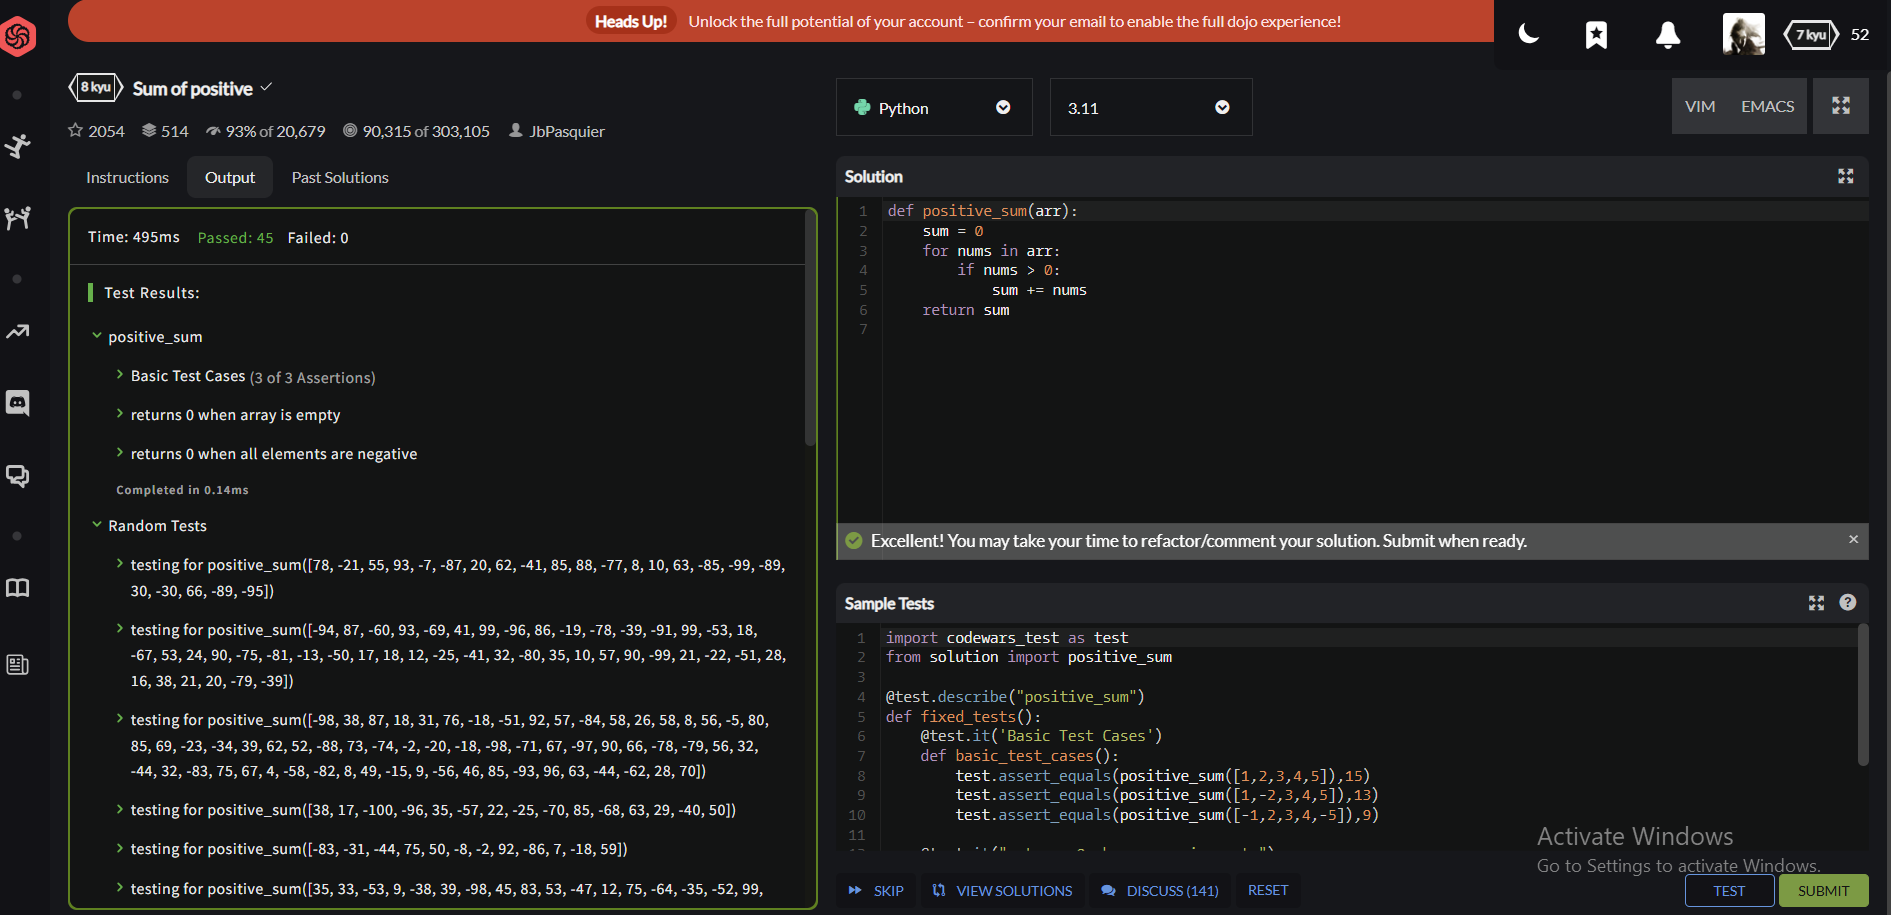 Heads Up! Unlock the full potential of your account – confirm your email to enable the full dojo experience!
7 kyu 52
8 kyu Sum of positive
2054 514 93% of 20,679 90,315 of 303,105 JbPasquier
Instructions Output Past Solutions
Time: 495ms Passed: 45 Failed: 0
Test Results:
positive_sum
Basic Test Cases (3 of 3 Assertions)
returns 0 when array is empty
returns 0 when all elements are negative
Completed in 0.14ms
Random Tests
testing for positive_sum([78, -21, 55, 93, -7, -87, 20, 62, -41, 85, 88, -77, 8, 10, 63, -85, -99, -89,
30, -30, 66, -89, -95])
testing for positive_sum([-94, 87, -60, 93, -69, 41, 99, -96, 86, -19, -78, -39, -91, 99, -53, 18,
-67, 53, 24, 90, -75, -81, -13, -50, 17, 18, 12, -25, -41, 32, -80, 35, 10, 57, 90, -99, 21, -22, -51, 28,
16, 38, 21, 20, -79, -39])
testing for positive_sum([-98, 38, 87, 18, 31, 76, -18, -51, 92, 57, -84, 58, 26, 58, 8, 56, -5, 80,
85, 69, -23, -34, 39, 62, 52, -88, 73, -74, -2, -20, -18, -98, -71, 67, -97, 90, 66, -78, -79, 56, 32,
-44, 32, -83, 75, 67, 4, -58, -82, 8, 49, -15, 9, -56, 46, 85, -93, 96, 63, -44, -62, 28, 70])
testing for positive_sum([38, 17, -100, -96, 35, -57, 22, -25, -70, 85, -68, 63, 29, -40, 50])
testing for positive_sum([-83, -31, -44, 75, 50, -8, -2, 92, -86, 7, -18, 59])
testing for positive_sum([35, 33, -53, 9, -38, 39, -98, 45, 83, 53, -47, 12, 75, -64, -35, -52, 99,
Python 3.11 VIM EMACS
Solution
1 def positive_sum(arr):
2 sum = 0
3 for nums in arr:
4 if nums > 0:
5 sum += nums
6 return sum
7
Excellent! You may take your time to refactor/comment your solution. Submit when ready. ×
Sample Tests ?
1 import codewars_test as test
2 from solution import positive_sum
3
4 @test.describe("positive_sum")
5 def fixed_tests():
6 @test.it('Basic Test Cases')
7 def basic_test_cases():
8 test.assert_equals(positive_sum([1,2,3,4,5]),15)
9 test.assert_equals(positive_sum([1,-2,3,4,5]),13)
10 test.assert_equals(positive_sum([-1,2,3,4,-5]),9)
11
Activate Windows
Go to Settings to activate Windows.
SKIP VIEW SOLUTIONS DISCUSS (141) RESET TEST SUBMIT